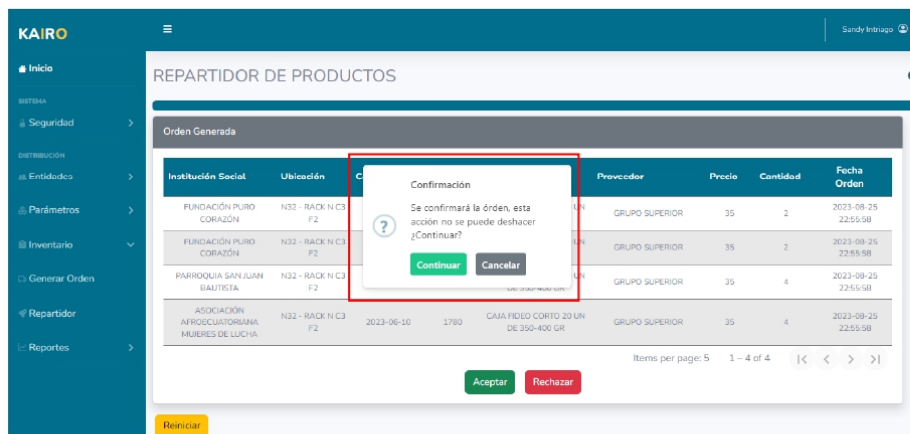 KAIRO
Sandy Intriago
Inicio
REPARTIDOR DE PRODUCTOS
SISTEMA
Seguridad
Orden Generada
DISTRIBUCIÓN
Entidades
Parámetros
Inventario
Generar Orden
Repartidor
Reportes
Institución Social Ubicación Proveedor Precio Cantidad Fecha Orden
FUNDACIÓN PURO CORAZÓN N32 - RACK N C3 F2 GRUPO SUPERIOR 35 2 2023-08-25 22:55:58
FUNDACIÓN PURO CORAZÓN N32 - RACK N C3 F2 GRUPO SUPERIOR 35 2 2023-08-25 22:55:58
PARROQUIA SAN JUAN BAUTISTA N32 - RACK N C3 F2 DE 350-400 GR GRUPO SUPERIOR 35 4 2023-08-25 22:55:58
ASOCIACIÓN AFROECUATORIANA MUJERES DE LUCHA N32 - RACK N C3 F2 2023-06-10 1780 CAJA FIDEO CORTO 20 UN DE 350-400 GR GRUPO SUPERIOR 35 4 2023-08-25 22:55:58
Confirmación
Se confirmará la órden, esta
acción no se puede deshacer
¿Continuar?
Continuar Cancelar
Items per page: 5 1 – 4 of 4
Aceptar Rechazar
Reiniciar